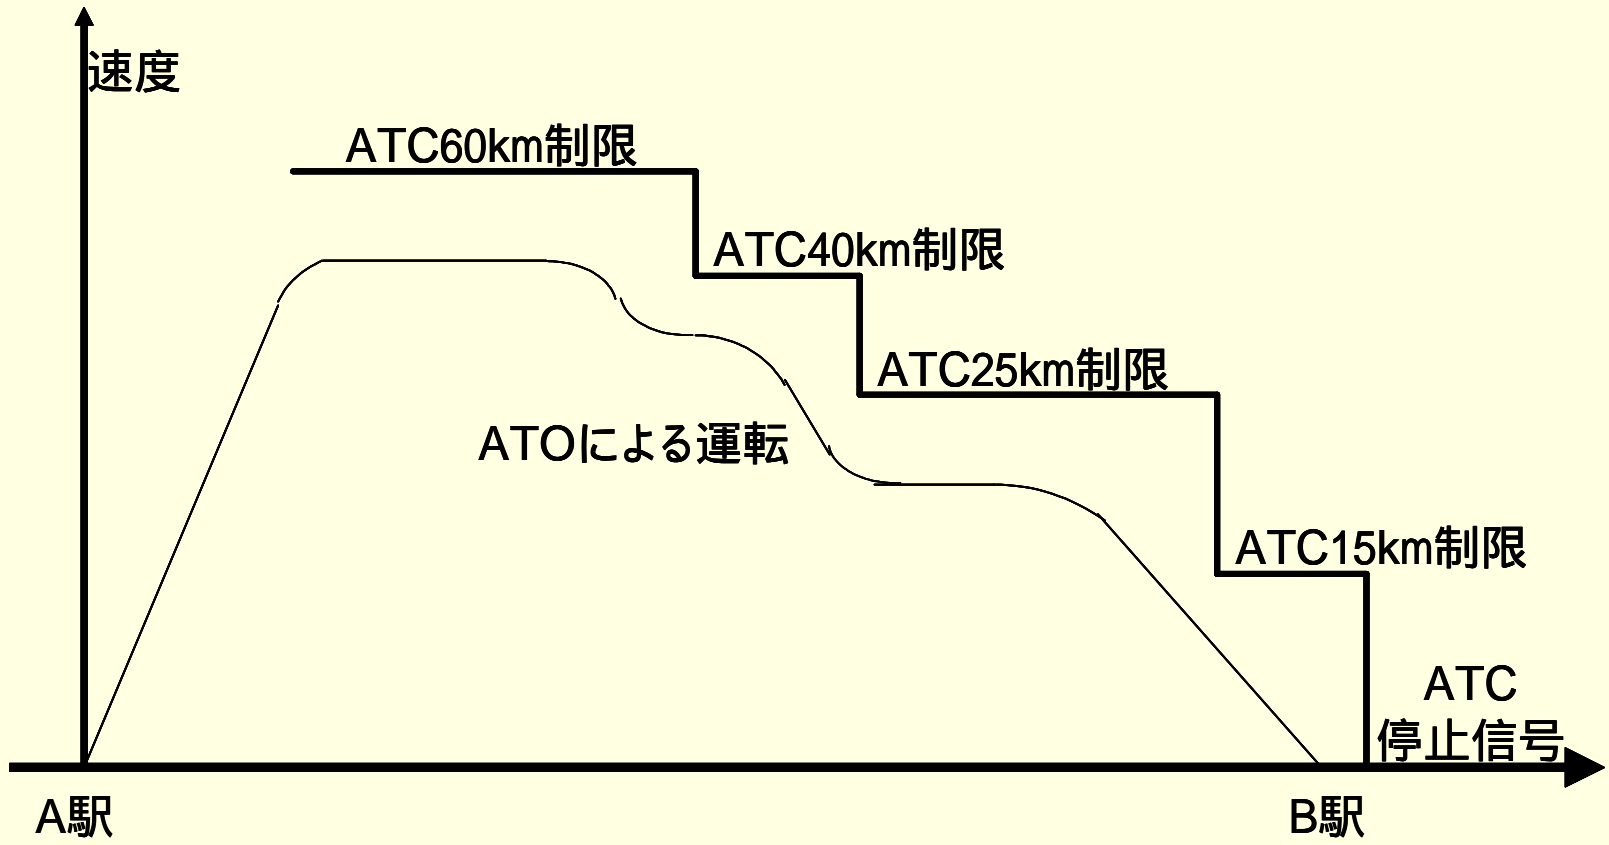 速度
ATC60km制限
ATC40km制限
ATC25km制限
ATOによる運転
ATC15km制限
ATC
停止信号
A駅
B駅